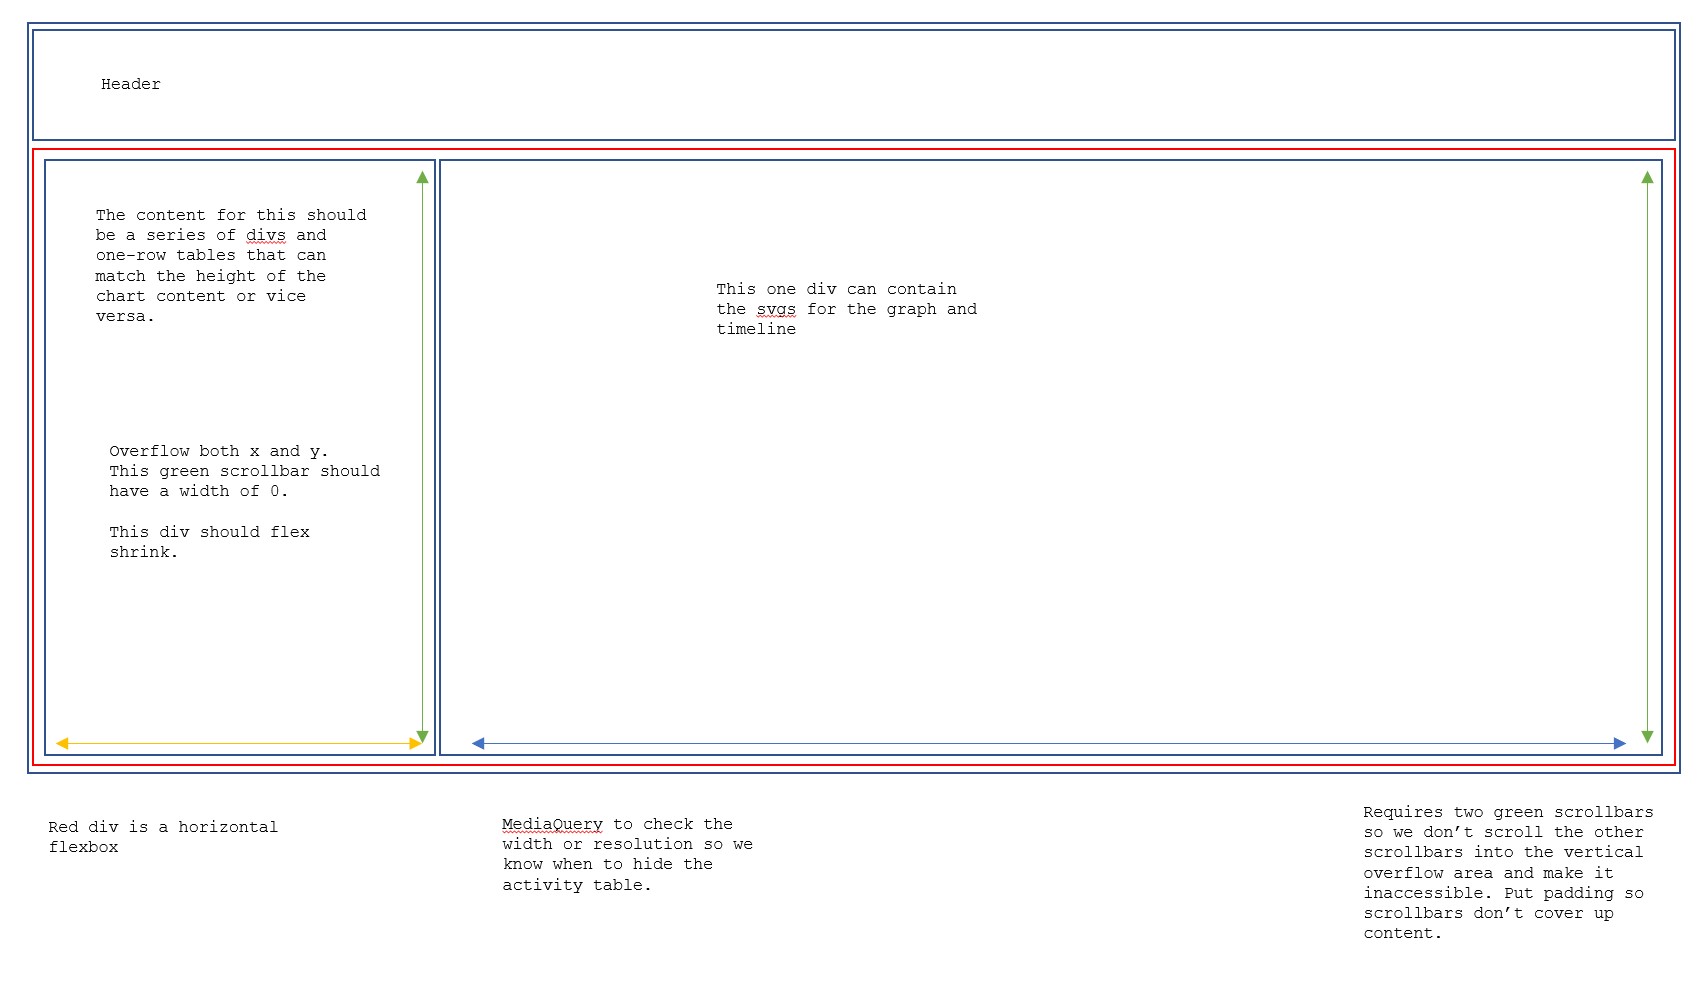 Header
The content for this should
be a series of divs and
one-row tables that can
match the height of the
chart content or vice
versa.
Overflow both x and y.
This green scrollbar should
have a width of 0.
This div should flex
shrink.
This one div can contain
the svgs for the graph and
timeline
Red div is a horizontal
flexbox
MediaQuery to check the
width or resolution so we
know when to hide the
activity table.
Requires two green scrollbars
so we don’t scroll the other
scrollbars into the vertical
overflow area and make it
inaccessible. Put padding so
scrollbars don’t cover up
content.